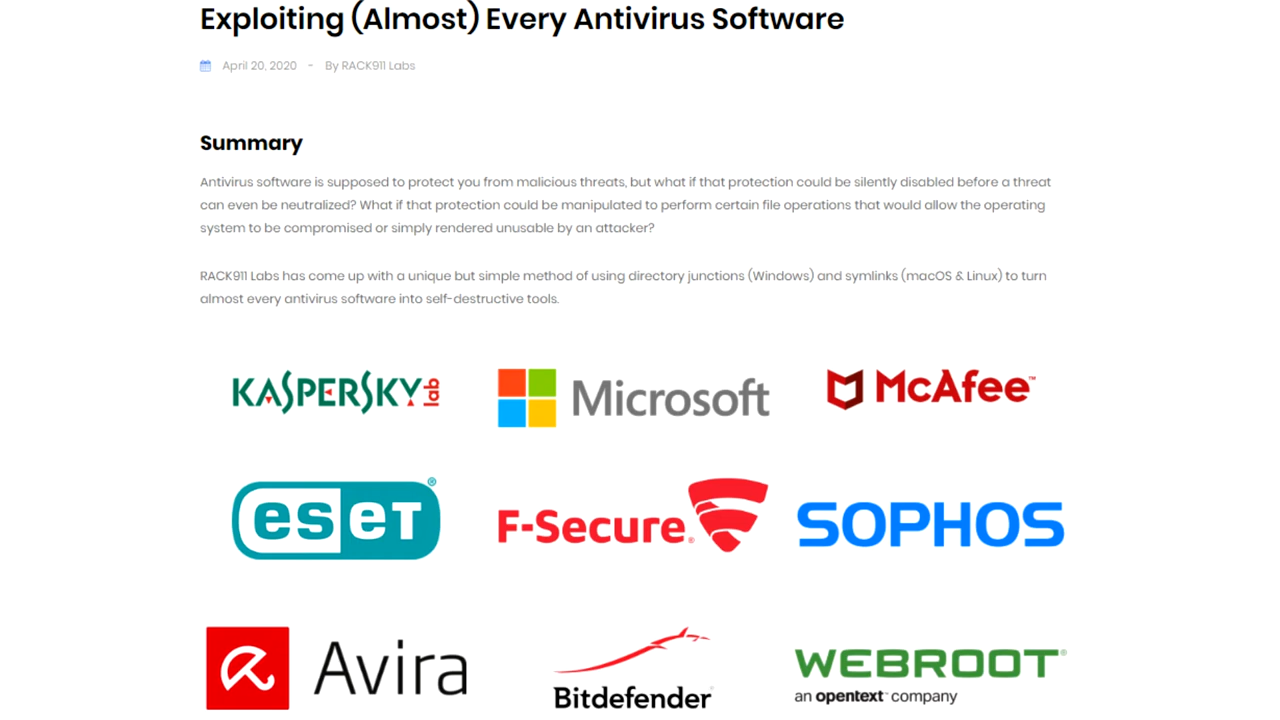 Exploiting (Almost) Every Antivirus Software
April 20, 2020 - By RACK911 Labs
Summary
Antivirus software is supposed to protect you from malicious threats, but what if that protection could be silently disabled before a threat
can even be neutralized? What if that protection could be manipulated to perform certain file operations that would allow the operating
system to be compromised or simply rendered unusable by an attacker?
RACK911 Labs has come up with a unique but simple method of using directory junctions (Windows) and symlinks (macOS & Linux) to turn
almost every antivirus software into self-destructive tools.
KASPERSKY lab
Microsoft
McAfee™
eset®
F-Secure®
SOPHOS
Avira
Bitdefender
WEBROOT®
an opentext™ company